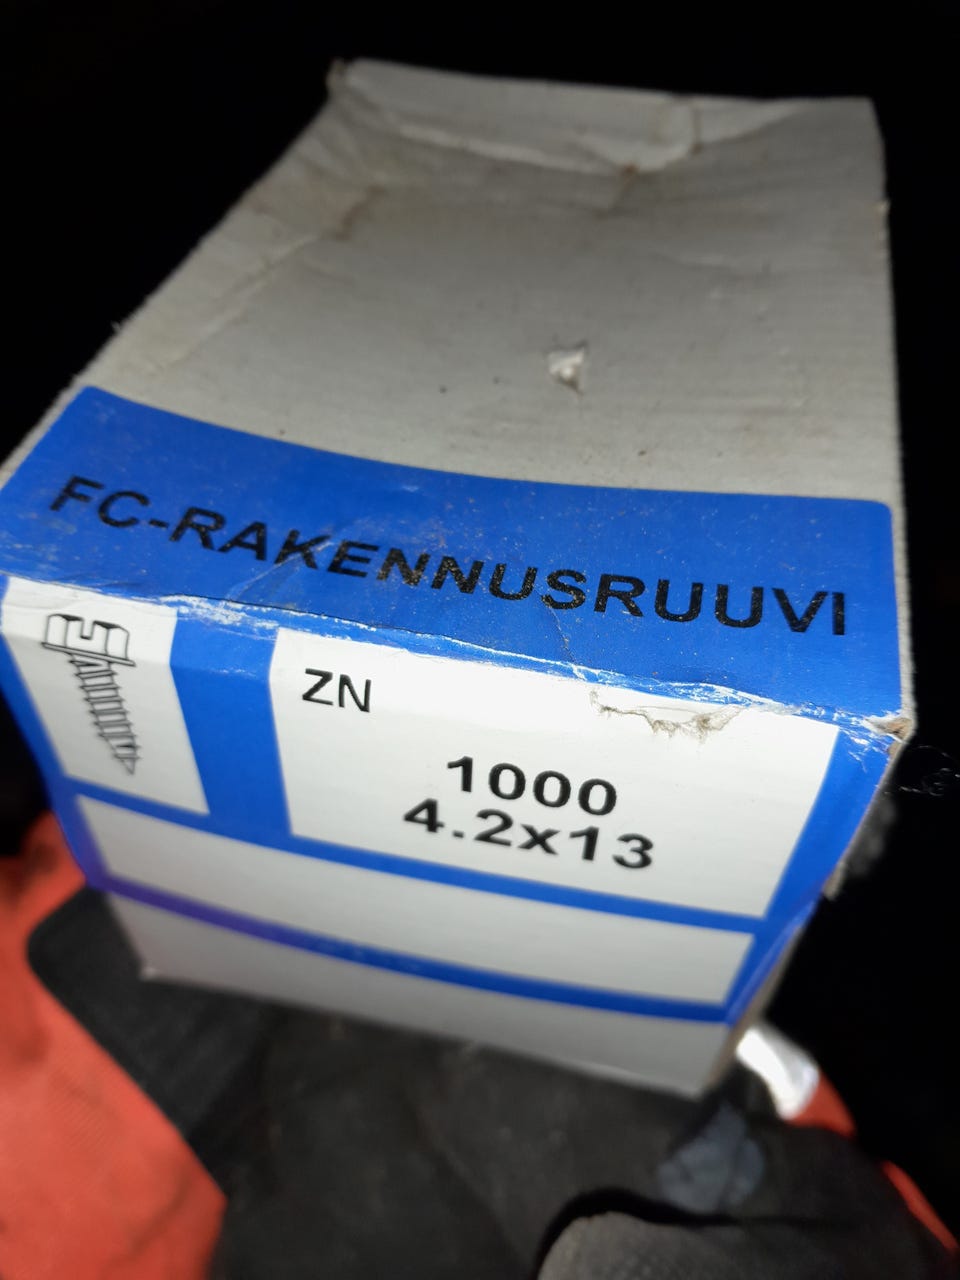 FC-RAKENNUSRUUVI
ZN
1000
4.2x13